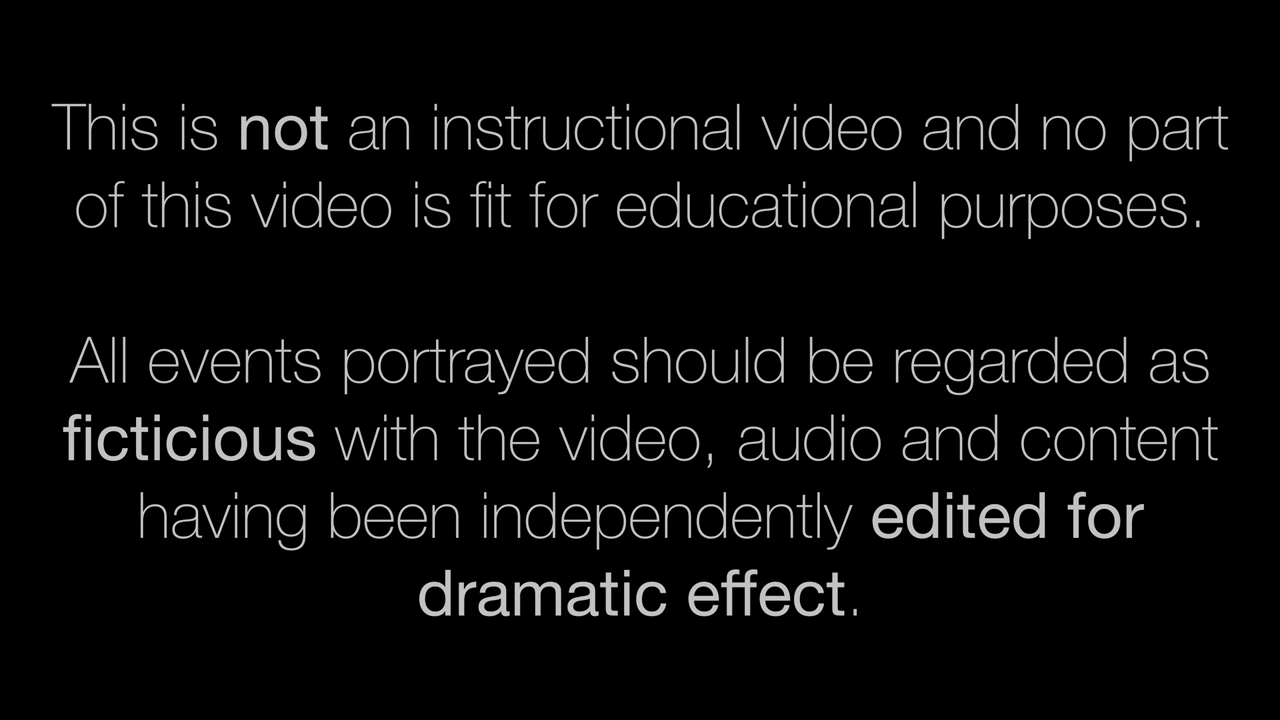 This is not an instructional video and no part
of this video is fit for educational purposes.
All events portrayed should be regarded as
ficticious with the video, audio and content
having been independently edited for
dramatic effect.